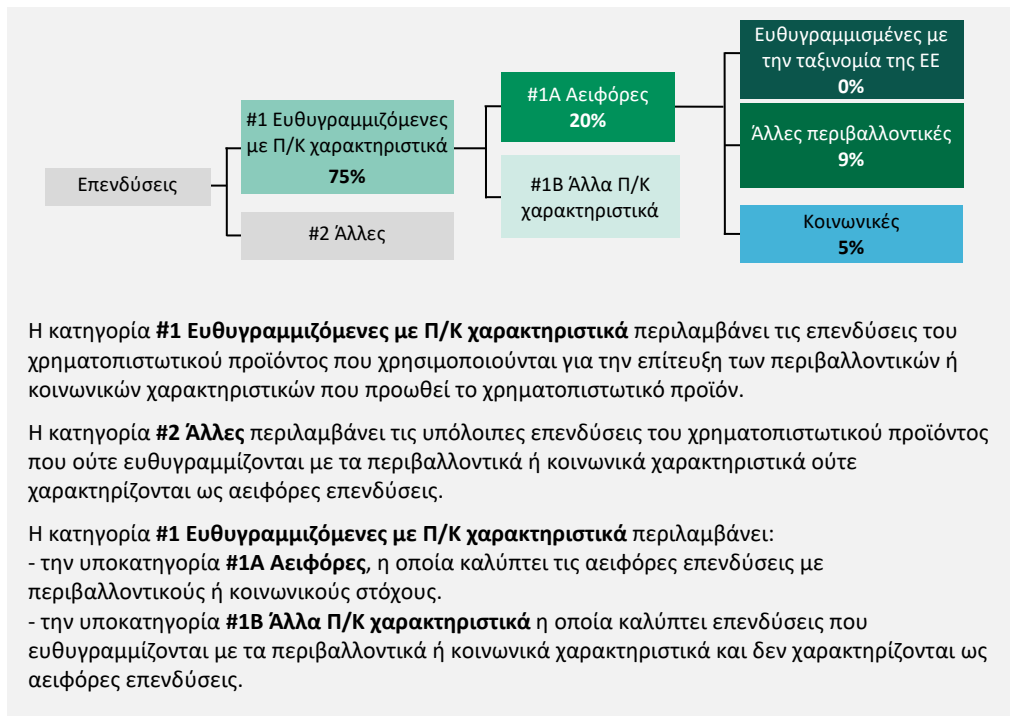 Επενδύσεις
#1 Ευθυγραμμιζόμενες
με Π/Κ χαρακτηριστικά
75%
#2 Άλλες
#1A Αειφόρες
20%
#1B Άλλα Π/Κ
χαρακτηριστικά
Ευθυγραμμισμένες με
την ταξινομία της ΕΕ
0%
Άλλες περιβαλλοντικές
9%
Κοινωνικές
5%
Η κατηγορία #1 Ευθυγραμμιζόμενες με Π/Κ χαρακτηριστικά περιλαμβάνει τις επενδύσεις του
χρηματοπιστωτικού προϊόντος που χρησιμοποιούνται για την επίτευξη των περιβαλλοντικών ή
κοινωνικών χαρακτηριστικών που προωθεί το χρηματοπιστωτικό προϊόν.
Η κατηγορία #2 Άλλες περιλαμβάνει τις υπόλοιπες επενδύσεις του χρηματοπιστωτικού προϊόντος
που ούτε ευθυγραμμίζονται με τα περιβαλλοντικά ή κοινωνικά χαρακτηριστικά ούτε
χαρακτηρίζονται ως αειφόρες επενδύσεις.
Η κατηγορία #1 Ευθυγραμμιζόμενες με Π/Κ χαρακτηριστικά περιλαμβάνει:
- την υποκατηγορία #1A Αειφόρες, η οποία καλύπτει τις αειφόρες επενδύσεις με
περιβαλλοντικούς ή κοινωνικούς στόχους.
- την υποκατηγορία #1B Άλλα Π/Κ χαρακτηριστικά η οποία καλύπτει επενδύσεις που
ευθυγραμμίζονται με τα περιβαλλοντικά ή κοινωνικά χαρακτηριστικά και δεν χαρακτηρίζονται ως
αειφόρες επενδύσεις.